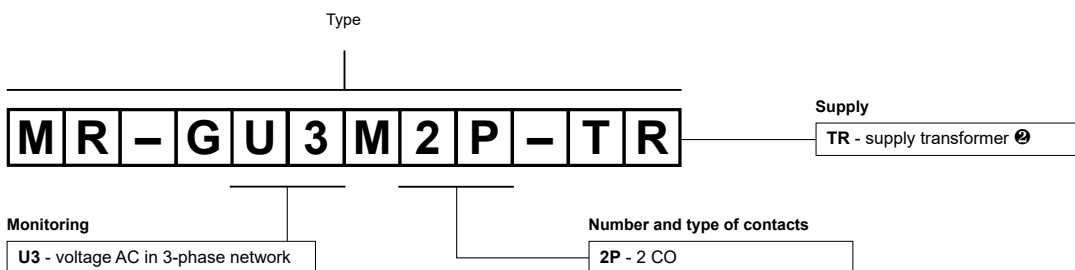 Type
MR–GU3M2P–TR
Supply
TR - supply transformer ❷
Monitoring
U3 - voltage AC in 3-phase network
Number and type of contacts
2P - 2 CO